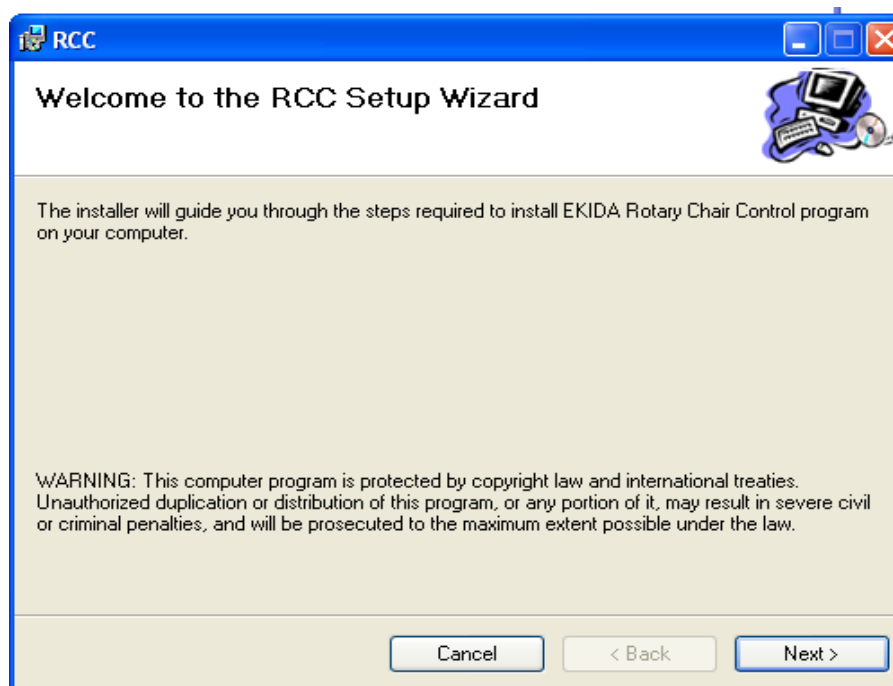 RCC
Welcome to the RCC Setup Wizard
The installer will guide you through the steps required to install EKIDA Rotary Chair Control program
on your computer.
WARNING: This computer program is protected by copyright law and international treaties.
Unauthorized duplication or distribution of this program, or any portion of it, may result in severe civil
or criminal penalties, and will be prosecuted to the maximum extent possible under the law.
Cancel
< Back
Next >